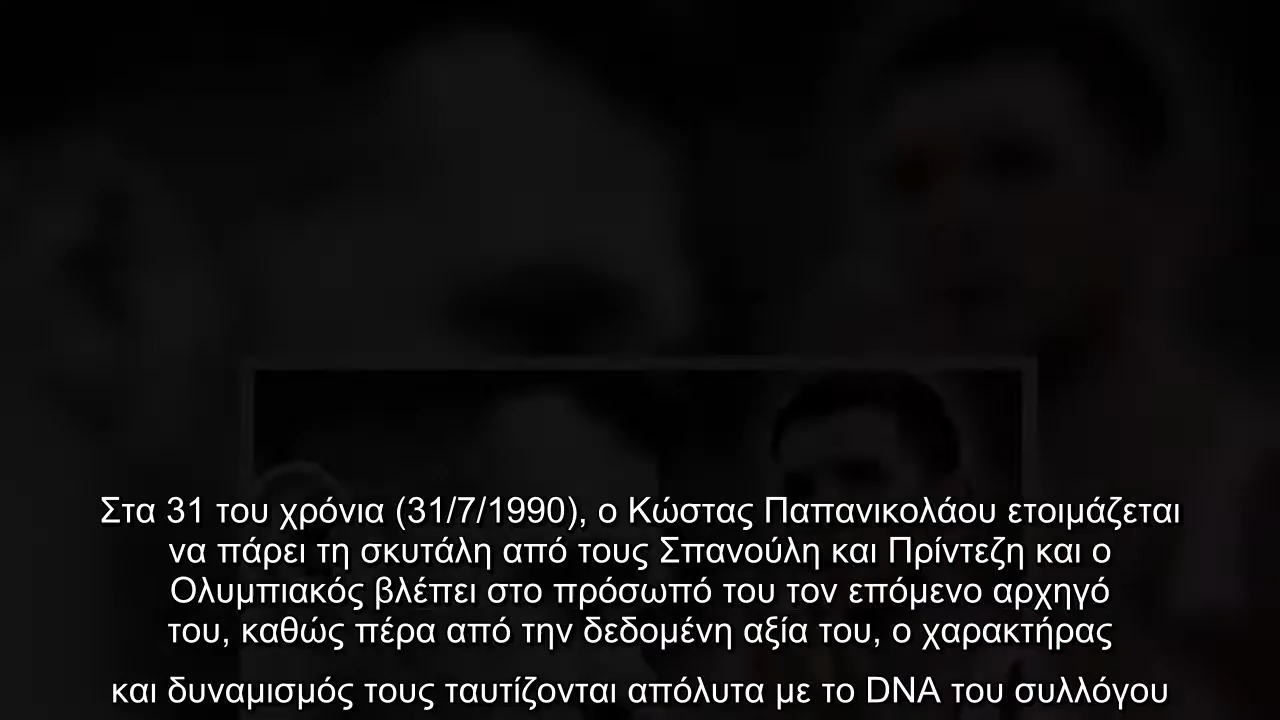 Στα 31 του χρόνια (31/7/1990), ο Κώστας Παπανικολάου ετοιμάζεται
να πάρει τη σκυτάλη από τους Σπανούλη και Πρίντεζη και ο
Ολυμπιακός βλέπει στο πρόσωπό του τον επόμενο αρχηγό
του, καθώς πέρα από την δεδομένη αξία του, ο χαρακτήρας
και δυναμισμός τους ταυτίζονται απόλυτα με το DNA του συλλόγου